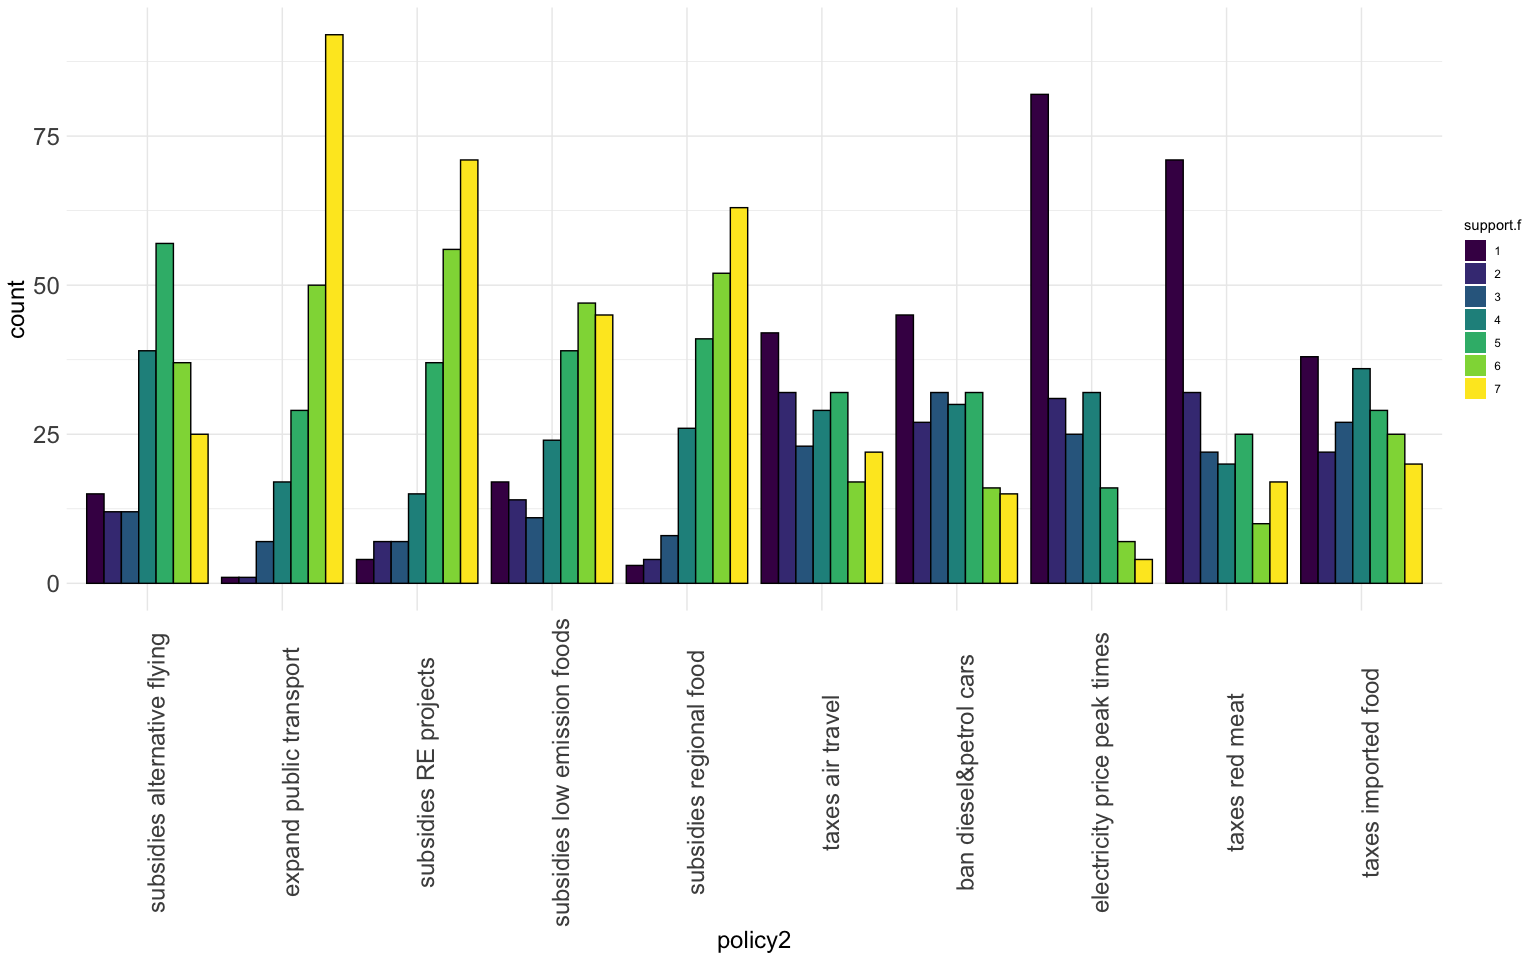 75
50
25
0
count
subsidies alternative flying
expand public transport
subsidies RE projects
subsidies low emission foods
subsidies regional food
taxes air travel
ban diesel&petrol cars
electricity price peak times
taxes red meat
taxes imported food
policy2
support.f
1
2
3
4
5
6
7